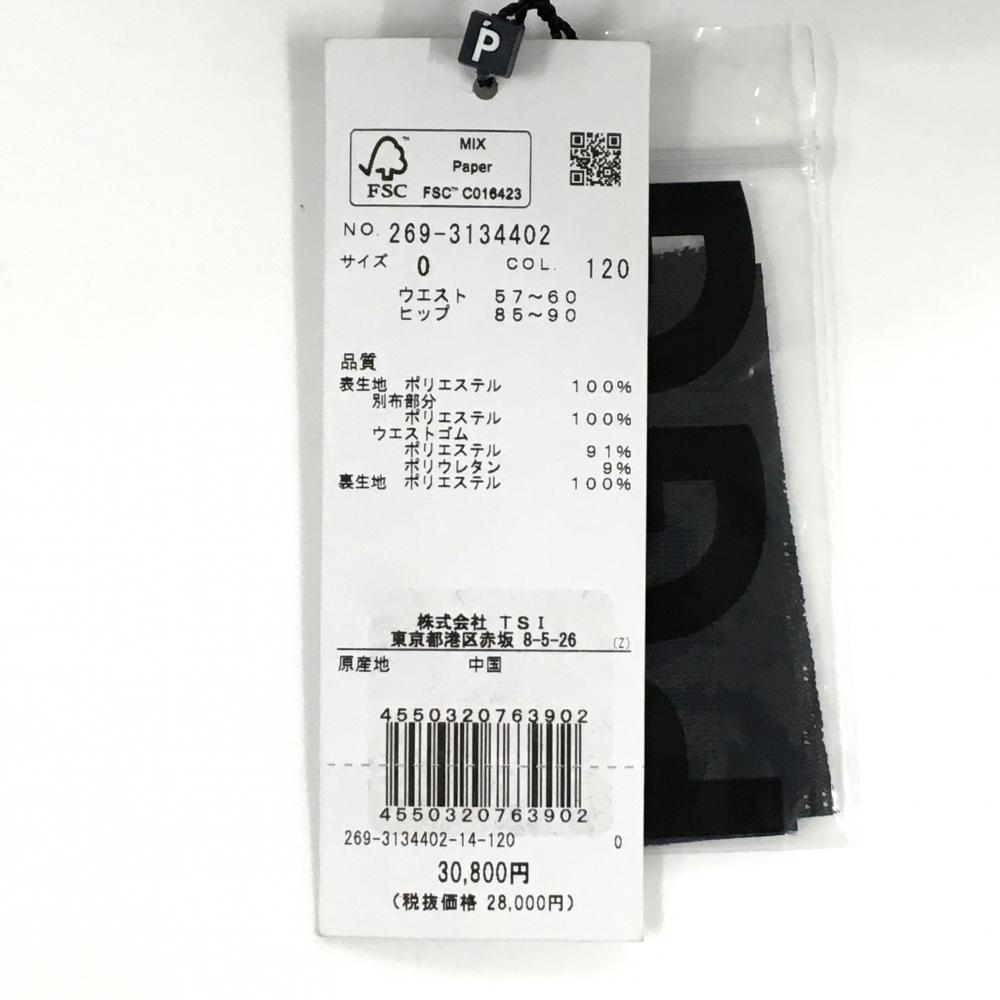 P
MIX
Paper
FSC™ C016423
FSC
NO. 269-3134402
サイズ 0 COL. 120
ウエスト 57~60
ヒップ 85~90
品質
表生地 ポリエステル 100%
別布部分
ポリエステル 100%
ウエストゴム
ポリエステル 91%
ポリウレタン 9%
裏生地 ポリエステル 100%
株式会社 TSI
東京都港区赤坂 8-5-26 (Z)
原産地 中国
4550320763902
4550320763902
269-3134402-14-120 0
30,800円
(税抜価格 28,000円)